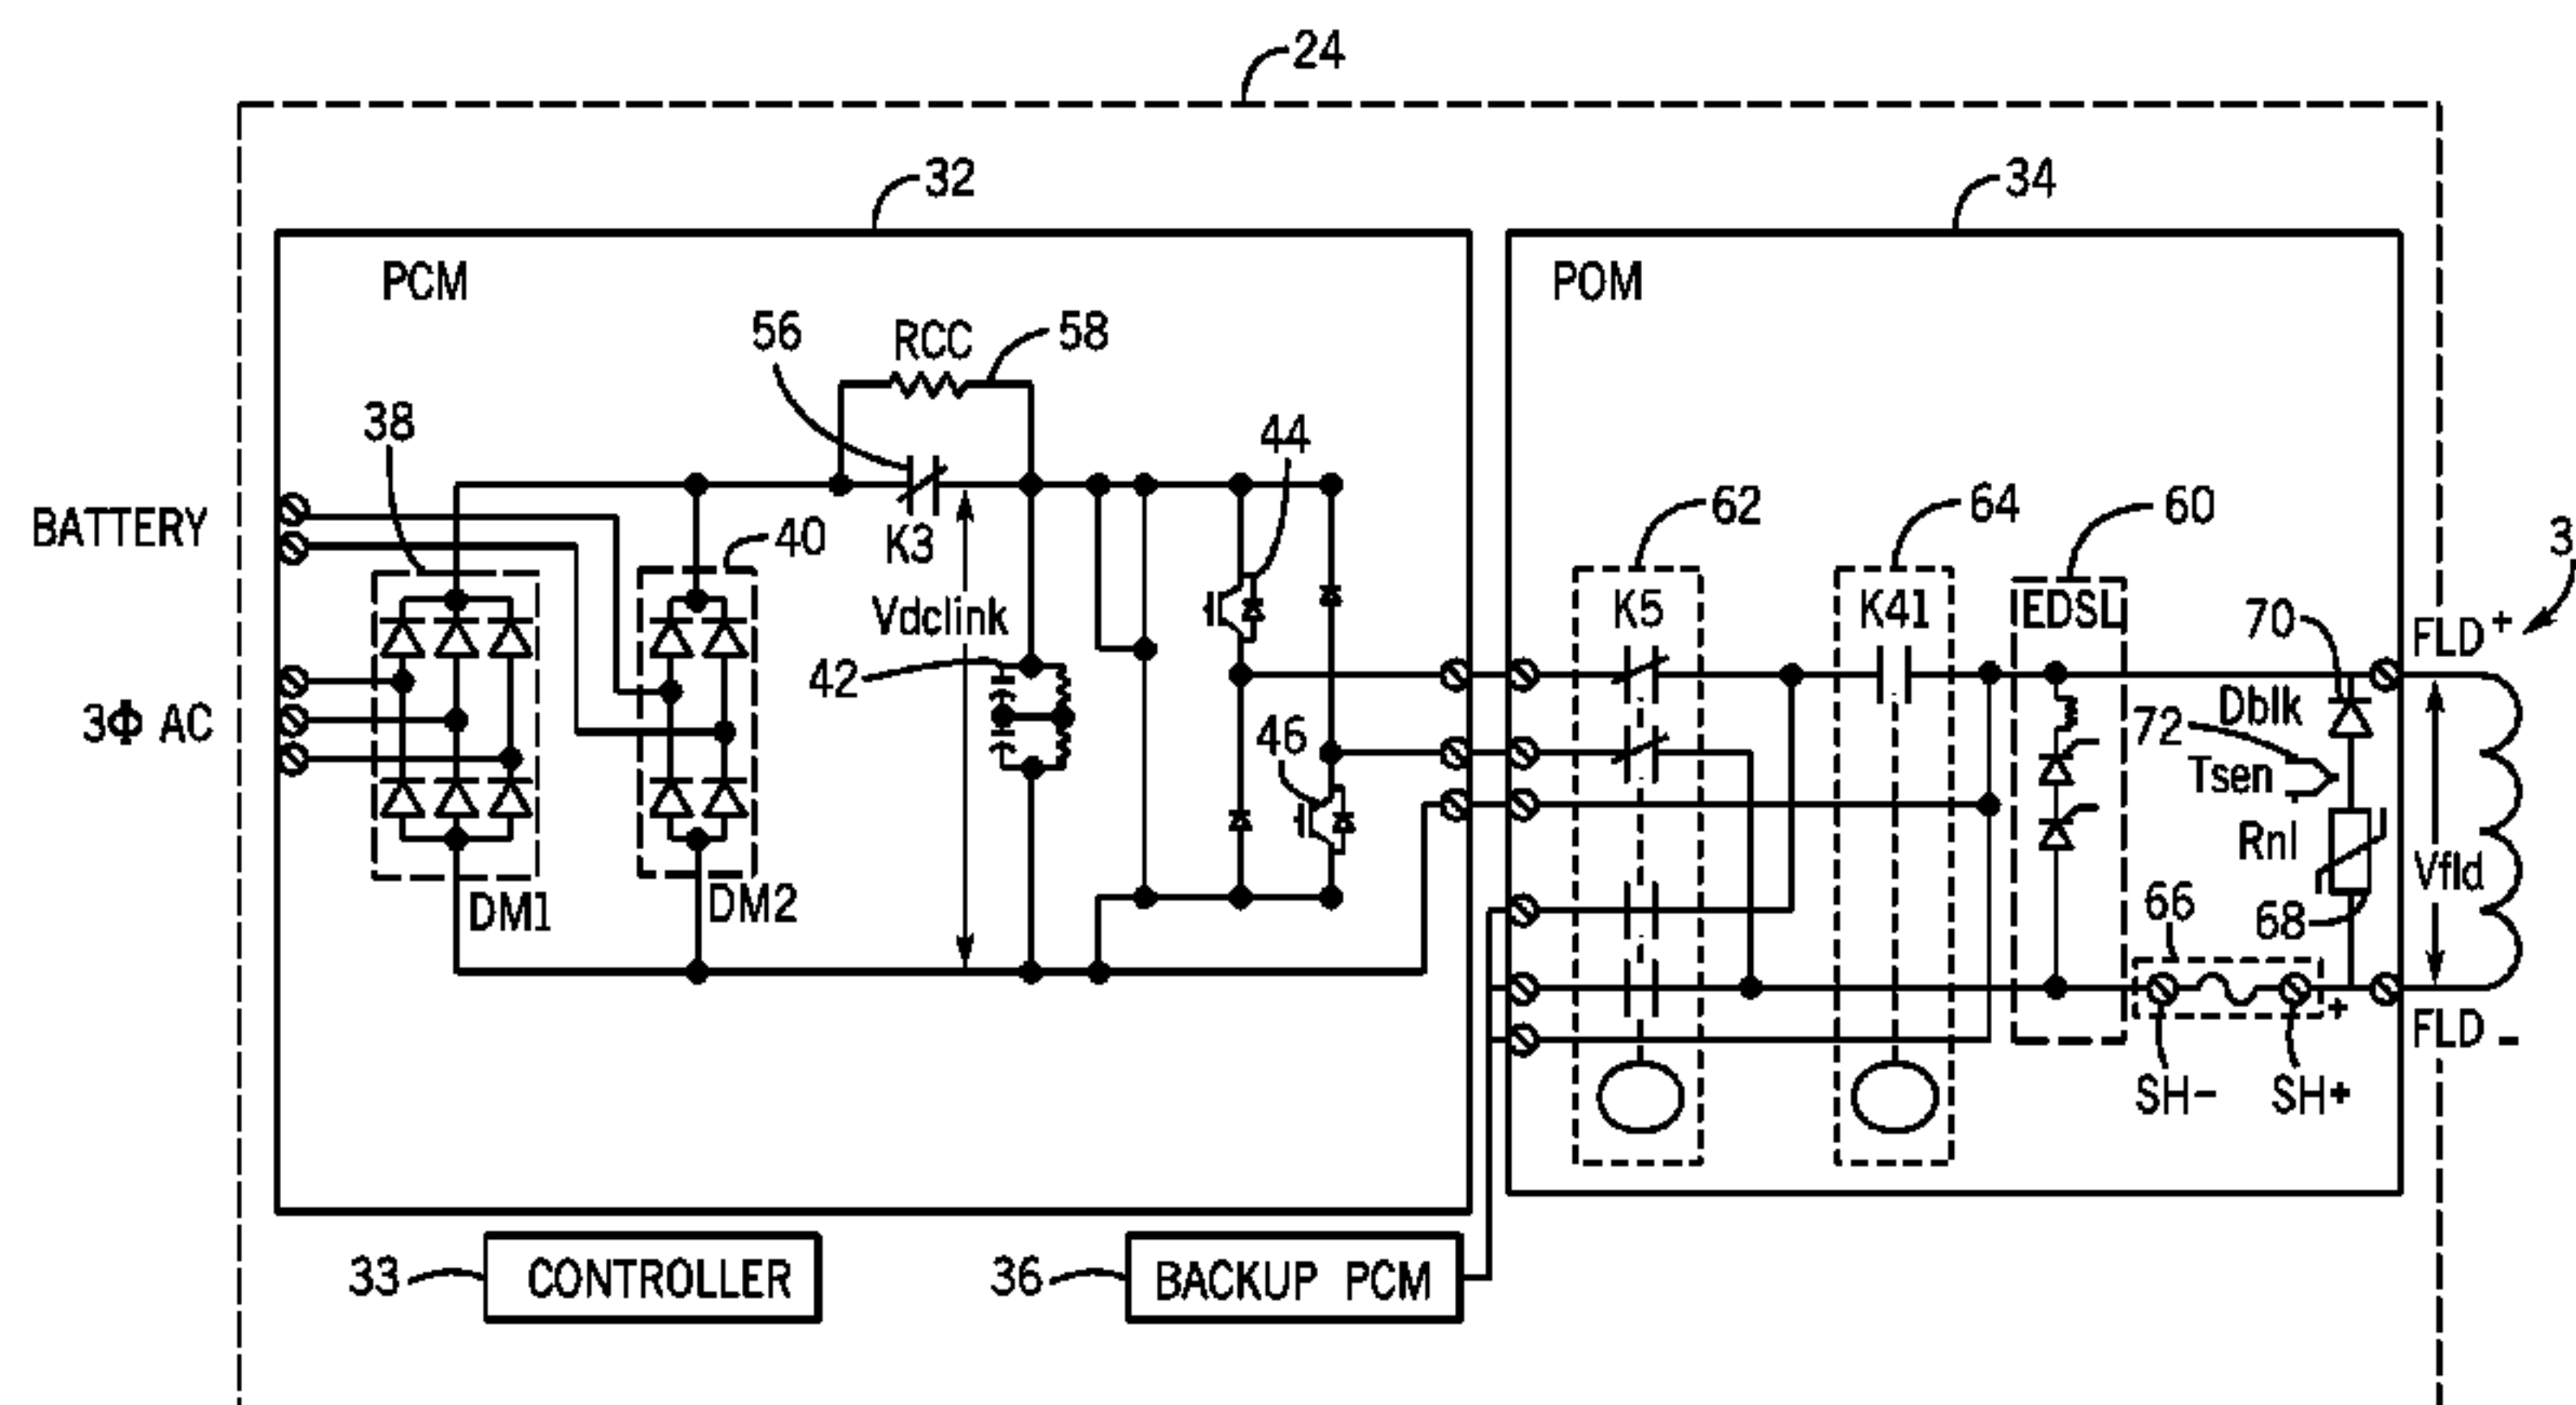 24
32
34
PCM
POM
56
RCC
58
38
44
BATTERY
40
K3
62
64
60
3
K5
K41
EDSL
70
FLD+
Vdclink
42
3Φ AC
46
72
Dblk
Tsen
Rnl
Vfld
DM1
DM2
66
68
+
FLD -
SH-
SH+
33
CONTROLLER
36
BACKUP PCM